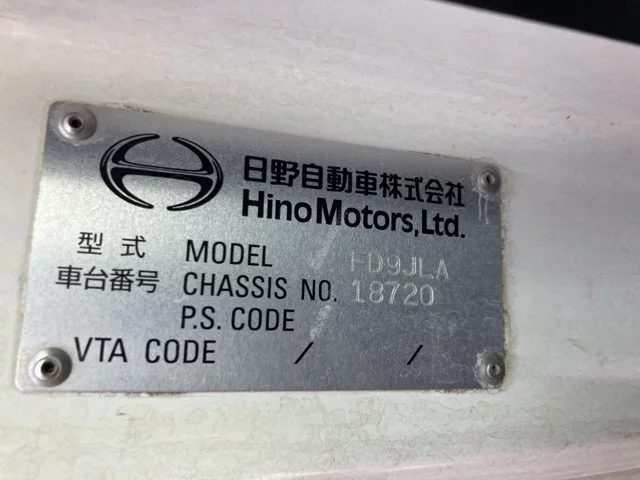 日野自動車株式会社
Hino Motors, Ltd.
型式 MODEL FD9JLA
車台番号 CHASSIS NO. 18720
P.S. CODE
VTA CODE / /